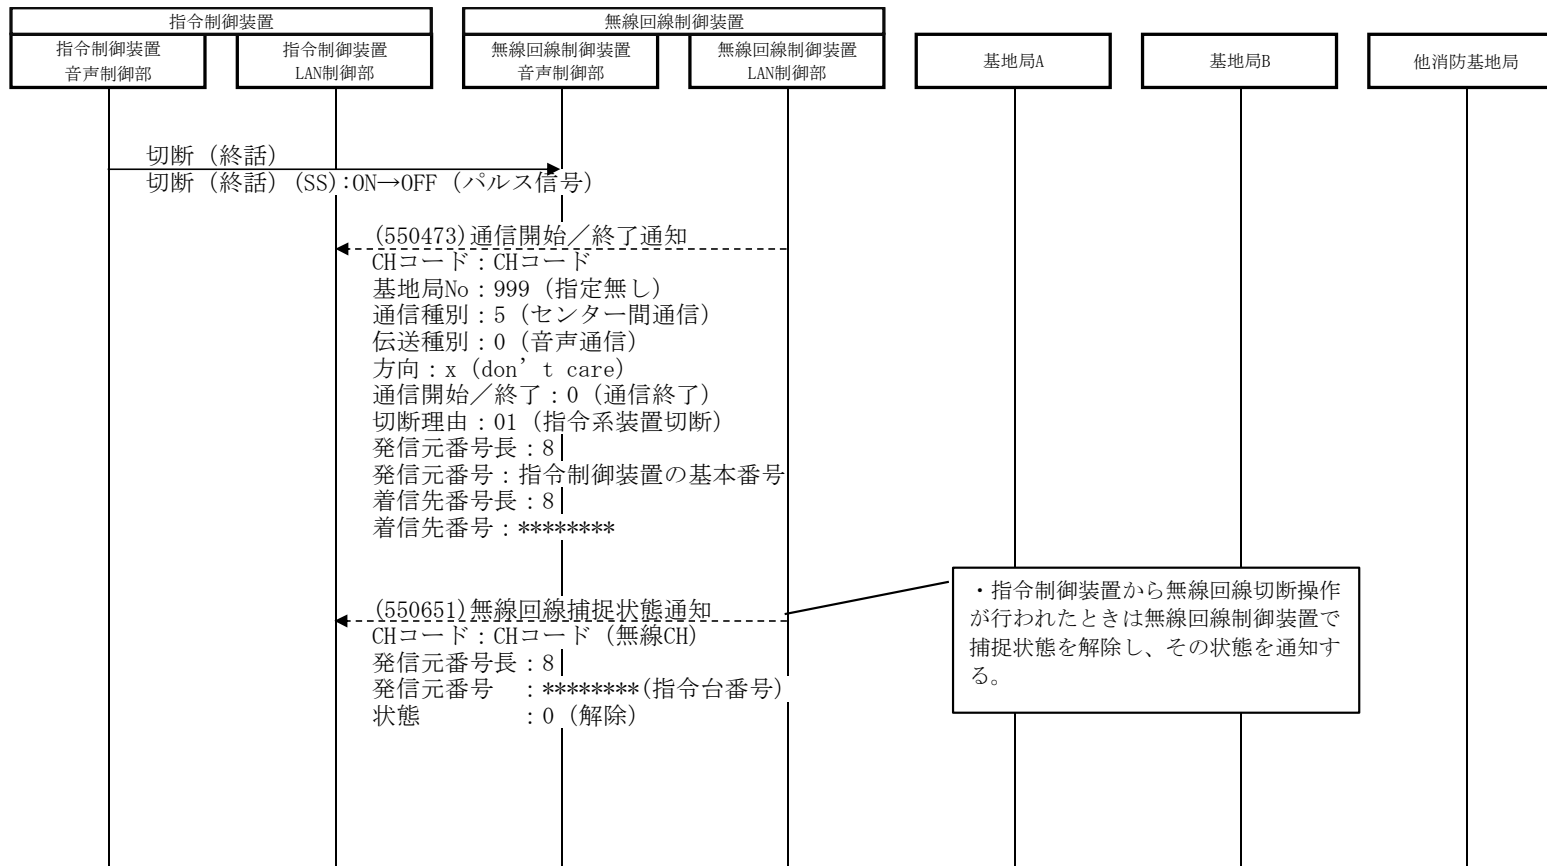 指令制御装置
無線回線制御装置
指令制御装置
音声制御部
指令制御装置
LAN制御部
無線回線制御装置
音声制御部
無線回線制御装置
LAN制御部
基地局A
基地局B
他消防基地局
切断（終話）
切断（終話）(SS):ON→OFF（パルス信号）
(550473)通信開始／終了通知
CHコード：CHコード
基地局No：999（指定無し）
通信種別：5（センター間通信）
伝送種別：0（音声通信）
方向：x（don’t care）
通信開始／終了：0（通信終了）
切断理由：01（指令系装置切断）
発信元番号長：8
発信元番号：指令制御装置の基本番号
着信先番号長：8
着信先番号：********
(550651)無線回線捕捉状態通知
CHコード：CHコード（無線CH）
発信元番号長：8
発信元番号　：********(指令台番号)
状態　　　　：0（解除）
・指令制御装置から無線回線切断操作
が行われたときは無線回線制御装置で
捕捉状態を解除し、その状態を通知す
る。